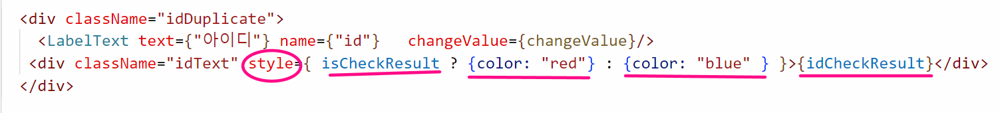 <div className="idDuplicate">
<LabelText text={"아이디"} name={"id"} changeValue={changeValue}/>
<div className="idText" style={ isCheckResult ? {color: "red"} : {color: "blue" } }>{idCheckResult}</div>
</div>